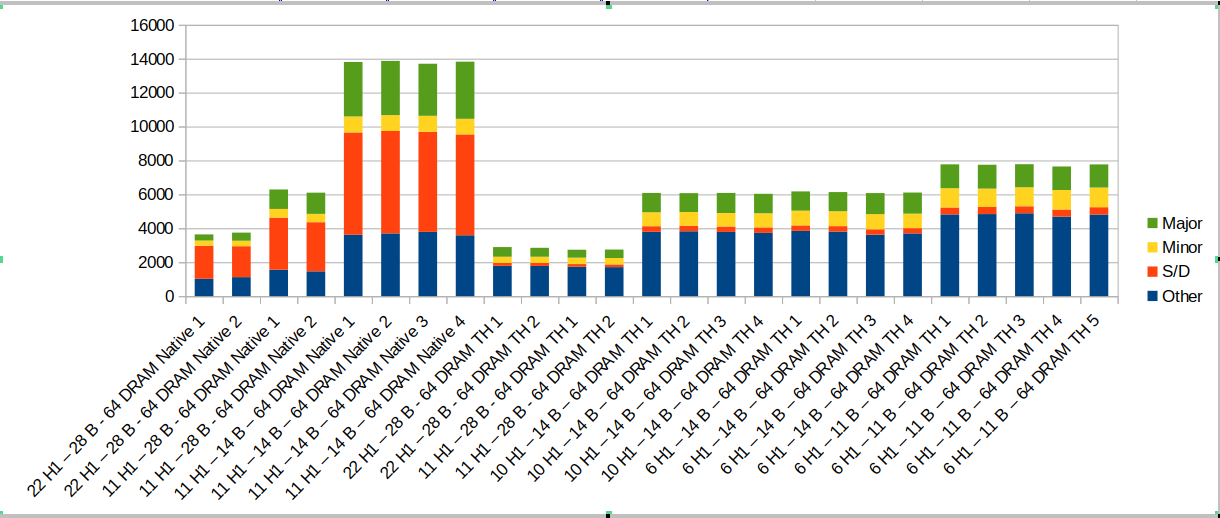 16000
14000
12000
10000
8000
6000
4000
2000
0
22 H1 – 28 B - 64 DRAM Native 1
22 H1 – 28 B - 64 DRAM Native 2
11 H1 – 28 B - 64 DRAM Native 1
11 H1 – 28 B - 64 DRAM Native 2
11 H1 – 14 B – 64 DRAM Native 1
11 H1 – 14 B – 64 DRAM Native 2
11 H1 – 14 B – 64 DRAM Native 3
11 H1 – 14 B – 64 DRAM Native 4
22 H1 – 28 B - 64 DRAM TH 1
22 H1 – 28 B - 64 DRAM TH 2
11 H1 – 28 B - 64 DRAM TH 1
11 H1 – 28 B - 64 DRAM TH 2
10 H1 – 14 B – 64 DRAM TH 1
10 H1 – 14 B – 64 DRAM TH 2
10 H1 – 14 B – 64 DRAM TH 3
10 H1 – 14 B – 64 DRAM TH 4
6 H1 – 14 B – 64 DRAM TH 1
6 H1 – 14 B – 64 DRAM TH 2
6 H1 – 14 B – 64 DRAM TH 3
6 H1 – 14 B – 64 DRAM TH 4
6 H1 – 11 B – 64 DRAM TH 1
6 H1 – 11 B – 64 DRAM TH 2
6 H1 – 11 B – 64 DRAM TH 3
6 H1 – 11 B – 64 DRAM TH 4
6 H1 – 11 B – 64 DRAM TH 5
Major
Minor
S/D
Other